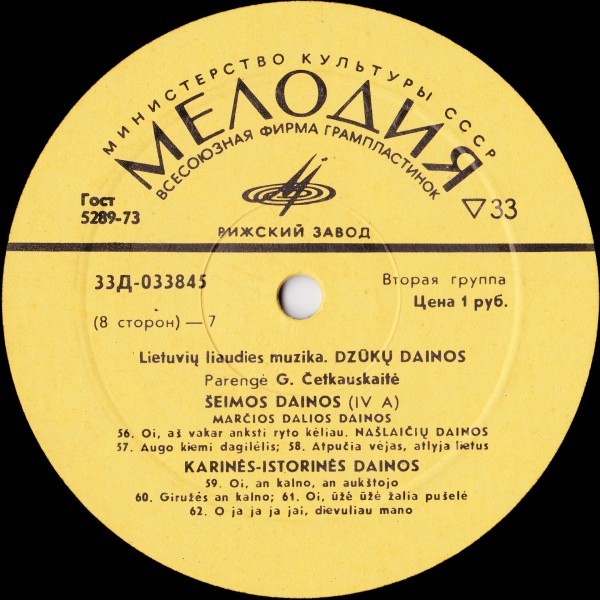 МИНИСТЕРСТВО КУЛЬТУРЫ СССР
МЕЛОДИЯ
ВСЕСОЮЗНАЯ ФИРМА ГРАМПЛАСТИНОК
Гост
5289-73
▽33
РИЖСКИЙ ЗАВОД
33Д-033845
Вторая группа
Цена 1 руб.
(8 сторон) — 7
Lietuvių liaudies muzika. DZŪKŲ DAINOS
Parengė G. Četkauskaitė
ŠEIMOS DAINOS (IV A)
MARČIOS DALIOS DAINOS
56. Oi, aš vakar anksti ryto kėliau. NAŠLAIČIŲ DAINOS
57. Augo kiemi dagilėlis; 58. Atpučia vėjas, atlyja lietus
KARINĖS-ISTORINĖS DAINOS
59. Oi, an kalno, an aukštojo
60. Giružės an kalno; 61. Oi, ūžė ūžė žalia pušelė
62. O ja ja ja jai, dievuliau mano